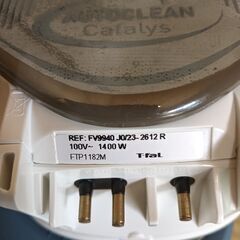 AUTOCLEAN
Catalys
REF: FV9940 J0/23-2612 R
100V~ 1400 W
FTP1182M T-faL